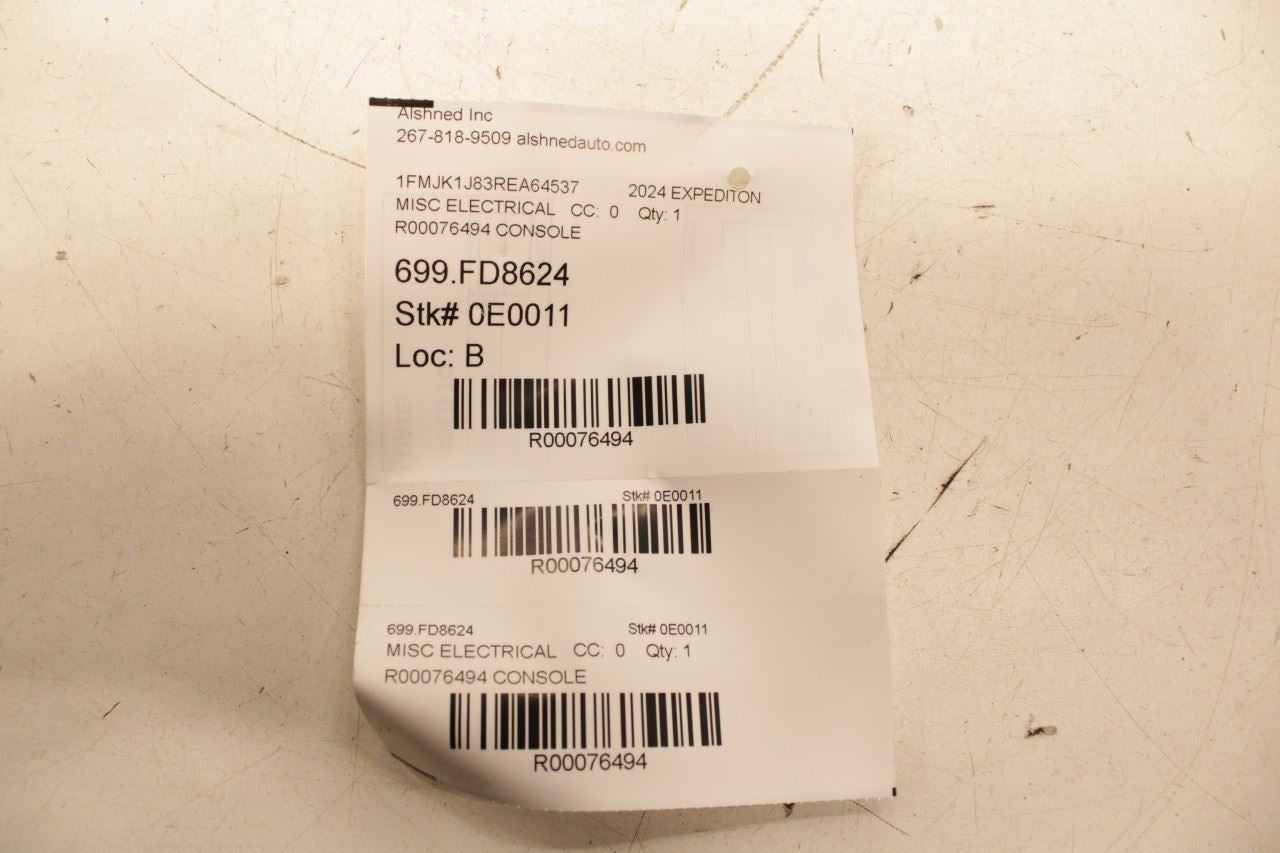 Alshned Inc
267-818-9509 alshnedauto.com
1FMJK1J83REA64537 2024 EXPEDITON
MISC ELECTRICAL CC: 0 Qty: 1
R00076494 CONSOLE
699.FD8624
Stk# 0E0011
Loc: B
R00076494
699.FD8624 Stk# 0E0011
R00076494
699.FD8624 Stk# 0E0011
MISC ELECTRICAL CC: 0 Qty: 1
R00076494 CONSOLE
R00076494